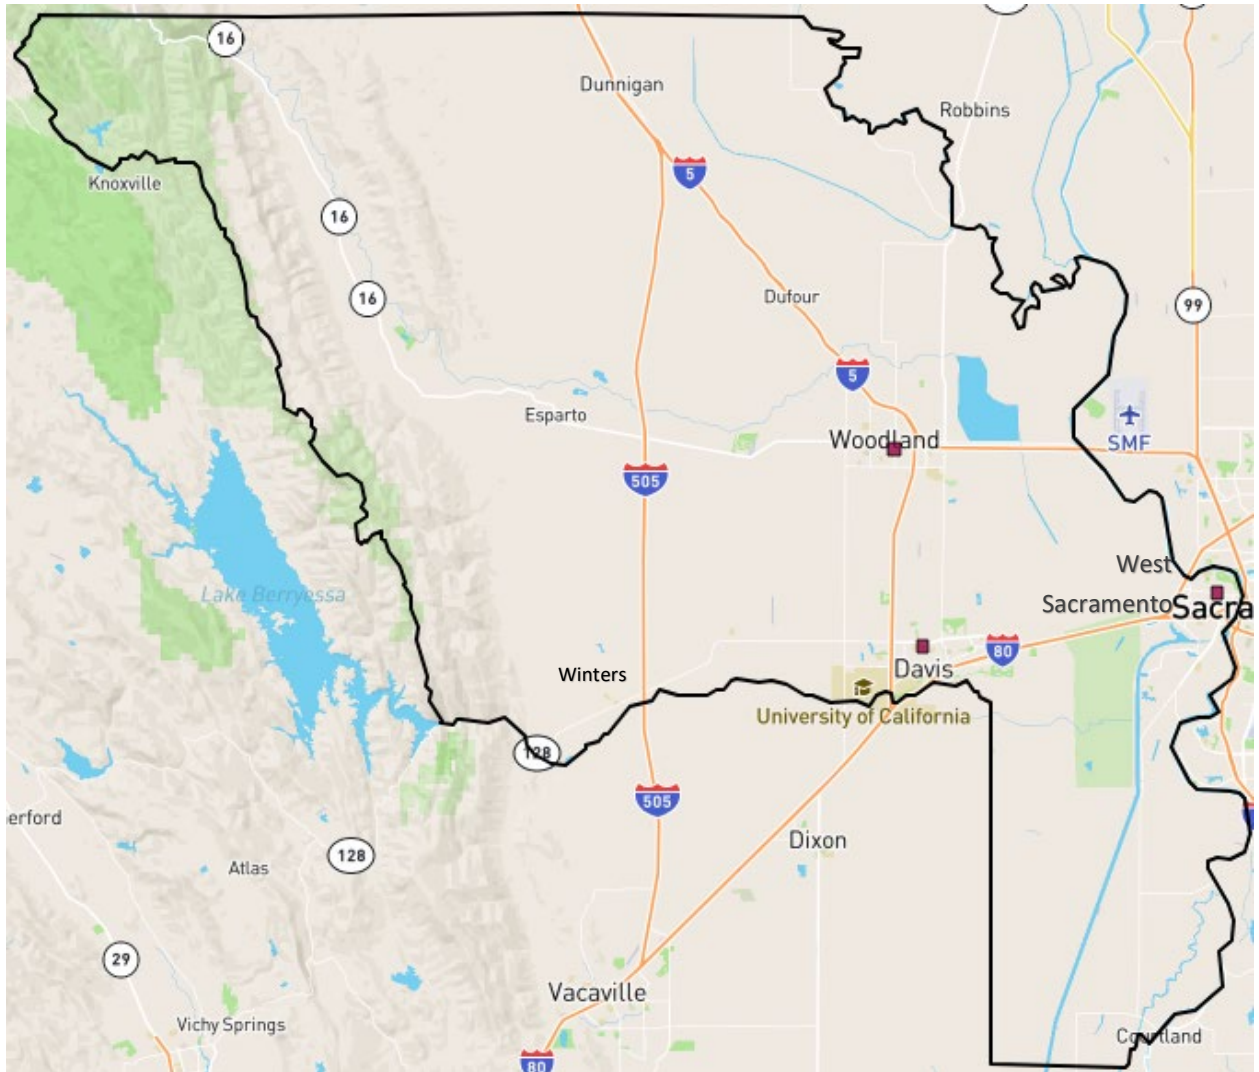 16
Dunnigan
Robbins
5
Knoxville
16
16
Dufour
99
5
Esparto
Woodland
SMF
505
West
Lake Berryessa
Sacramento
Sacra
80
Winters
Davis
University of California
128
505
erford
Dixon
Atlas
128
29
Vacaville
Vichy Springs
Courtland
80